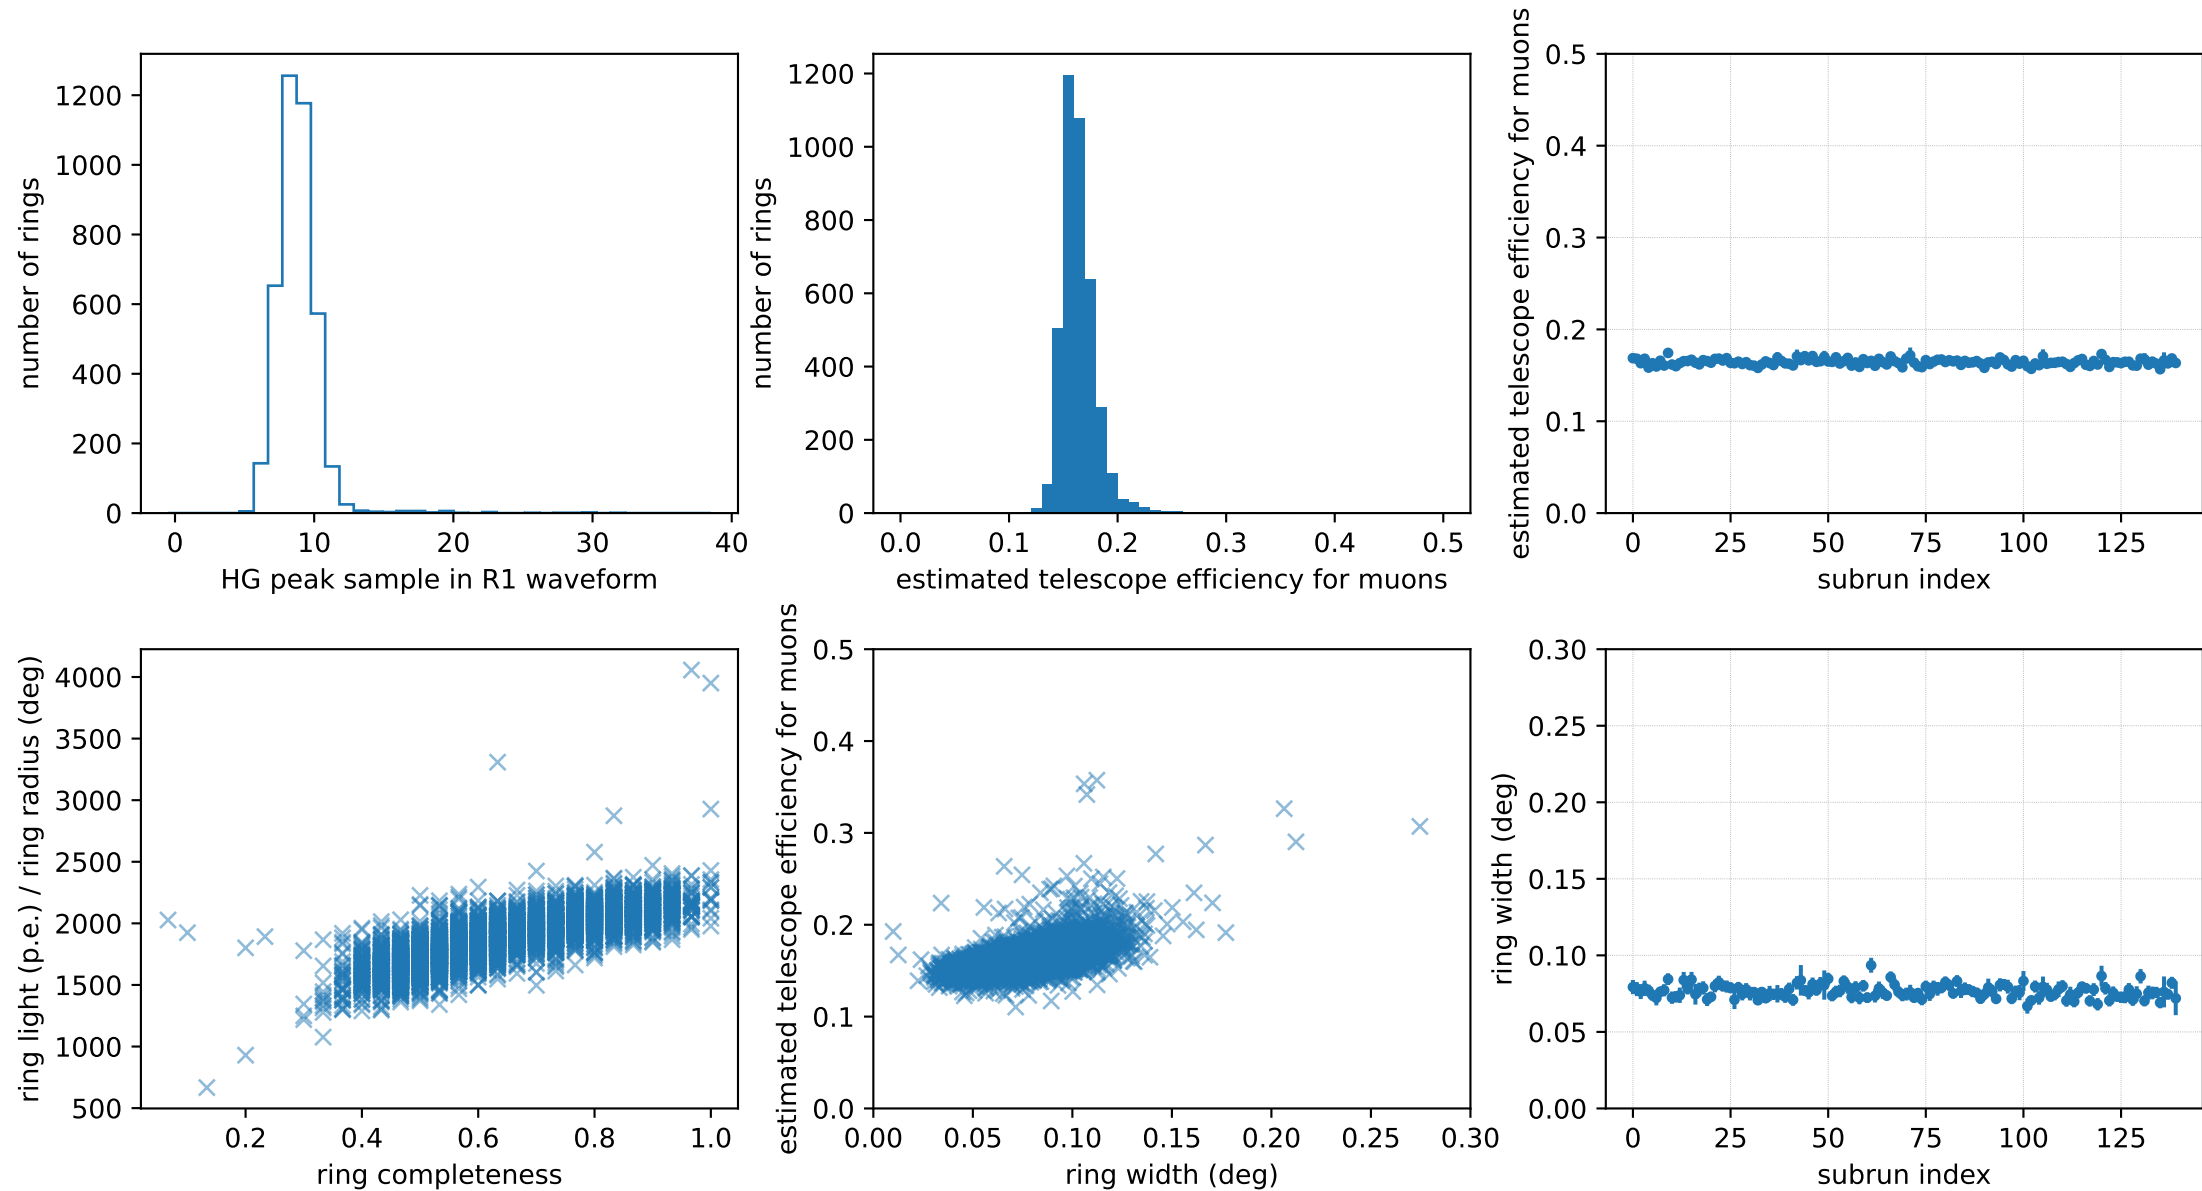 number of rings
1200
1000
800
600
400
200
0
0 10 20 30 40
HG peak sample in R1 waveform
number of rings
1200
1000
800
600
400
200
0
0.0 0.1 0.2 0.3 0.4 0.5
estimated telescope efficiency for muons
estimated telescope efficiency for muons
0.5
0.4
0.3
0.2
0.1
0.0
0 25 50 75 100 125
subrun index
ring light (p.e.) / ring radius (deg)
4000
3500
3000
2500
2000
1500
1000
500
0.2 0.4 0.6 0.8 1.0
ring completeness
estimated telescope efficiency for muons
0.5
0.4
0.3
0.2
0.1
0.0
0.00 0.05 0.10 0.15 0.20 0.25 0.30
ring width (deg)
ring width (deg)
0.30
0.25
0.20
0.15
0.10
0.05
0.00
0 25 50 75 100 125
subrun index